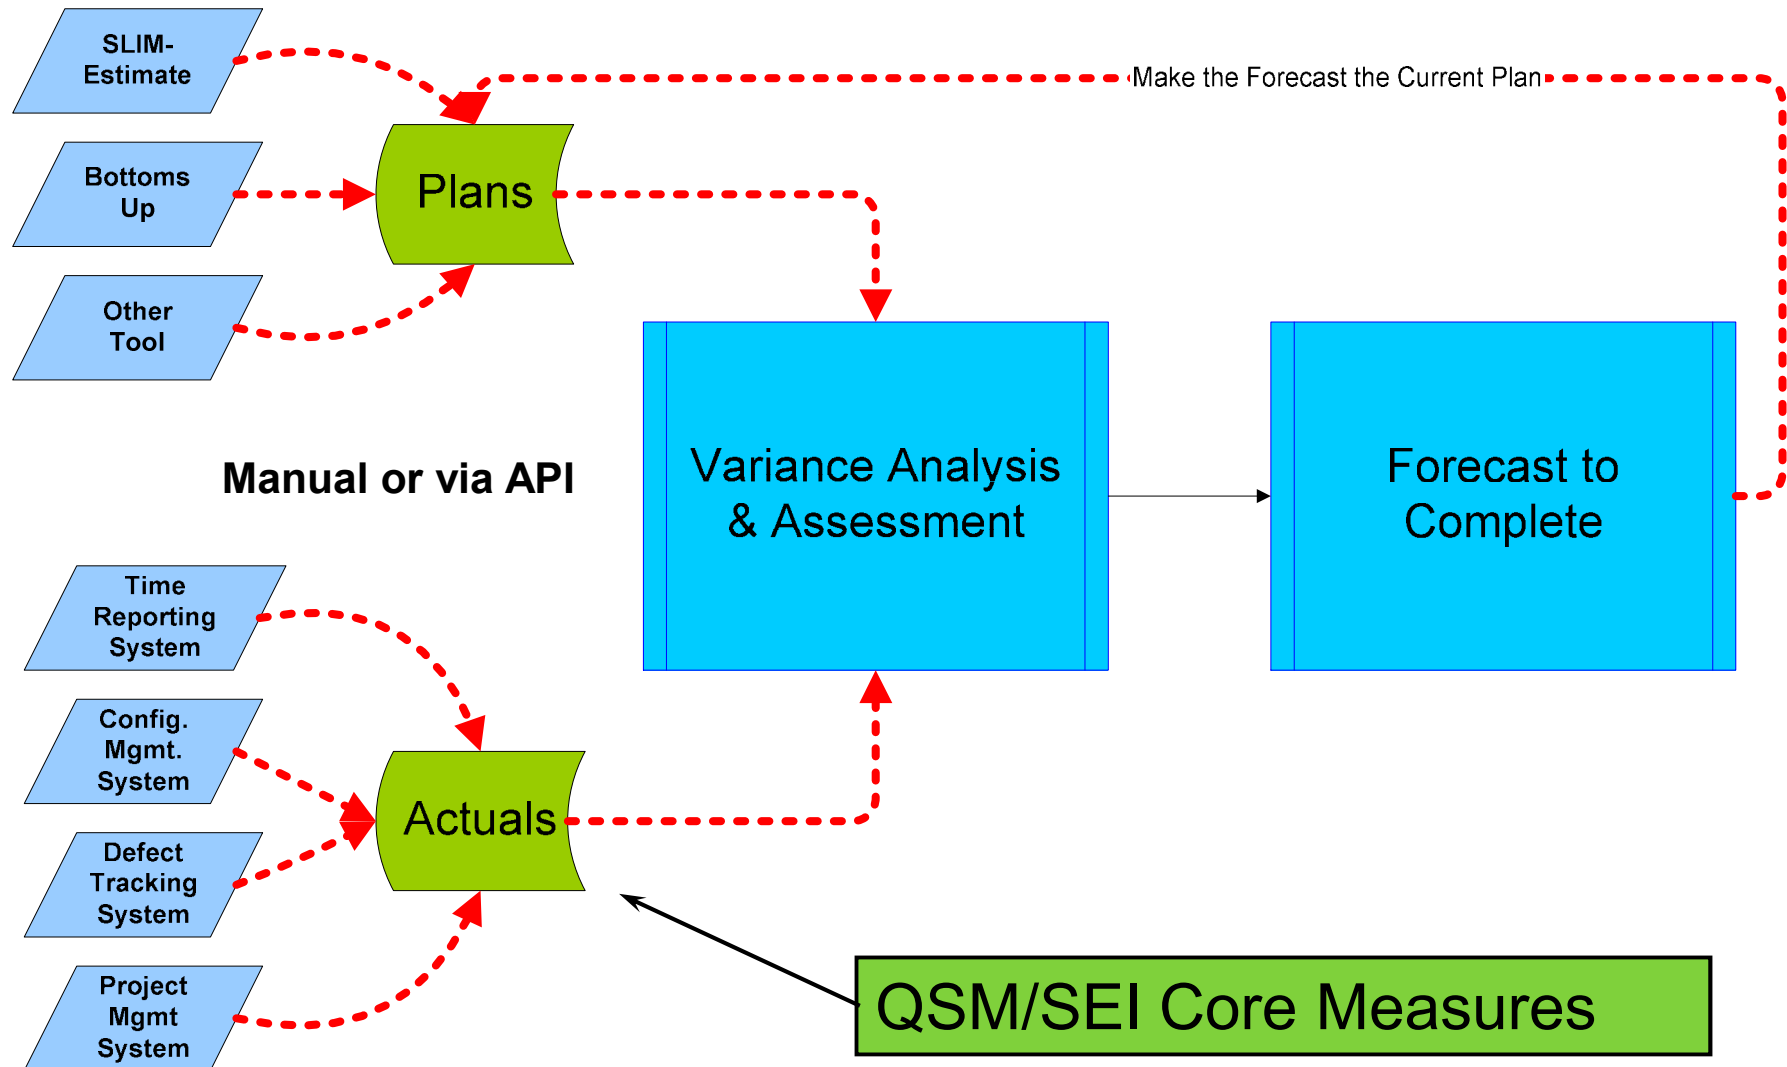 SLIM-
Estimate
Make the Forecast the Current Plan
Bottoms
Up
Plans
Other
Tool
Manual or via API
Variance Analysis
& Assessment
Forecast to
Complete
Time
Reporting
System
Config.
Mgmt.
System
Actuals
Defect
Tracking
System
Project
Mgmt
System
QSM/SEI Core Measures